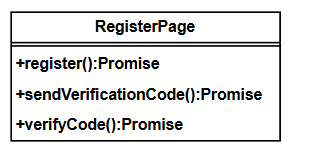 RegisterPage
+register():Promise
+sendVerificationCode():Promise
+verifyCode():Promise